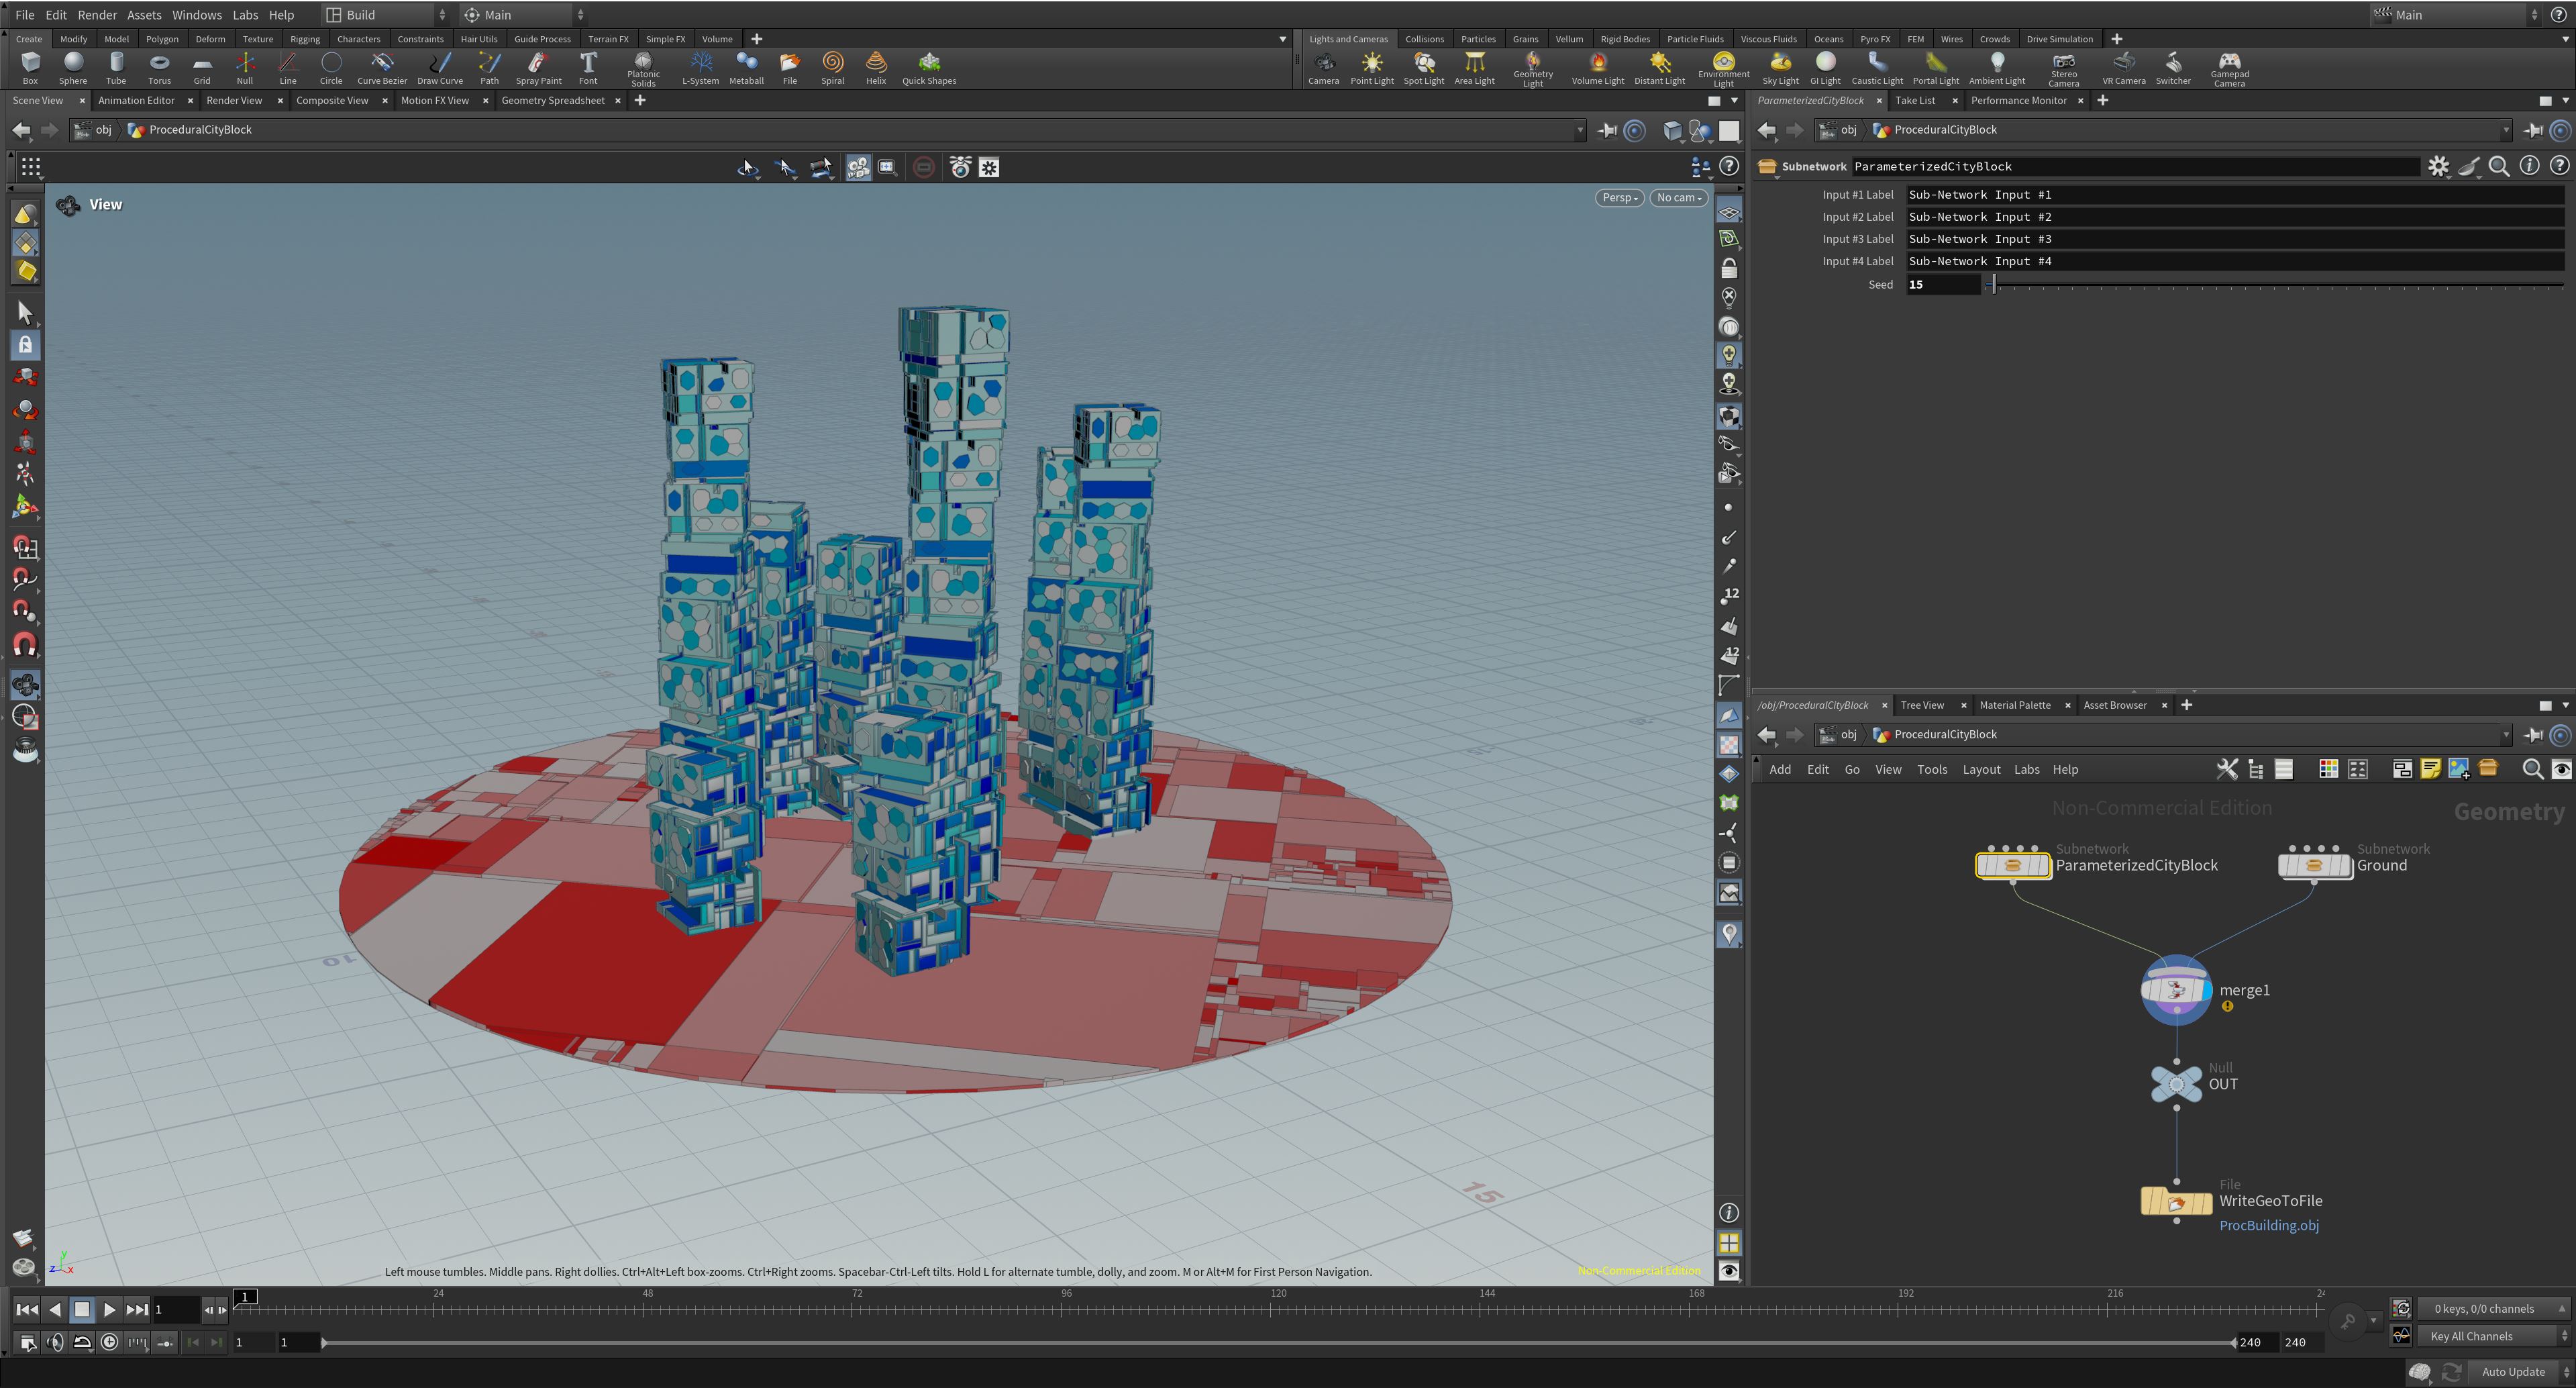 File Edit Render Assets Windows Labs Help Build Main Main
Create Modify Model Polygon Deform Texture Rigging Characters Constraints Hair Utils Guide Process Terrain FX Simple FX Volume
Lights and Cameras Collisions Particles Grains Vellum Rigid Bodies Particle Fluids Viscous Fluids Oceans Pyro FX FEM Wires Crowds Drive Simulation
Box Sphere Tube Torus Grid Null Line Circle Curve Bezier Draw Curve Path Spray Paint Font Platonic Solids L-System Metaball File Spiral Helix Quick Shapes
Camera Point Light Spot Light Area Light Geometry Light Volume Light Distant Light Environment Light Sky Light GI Light Caustic Light Portal Light Ambient Light Stereo Camera VR Camera Switcher Gamepad Camera
Scene View Animation Editor Render View Composite View Motion FX View Geometry Spreadsheet
obj ProceduralCityBlock
View
Persp No cam
12
12
10
15
Left mouse tumbles. Middle pans. Right dollies. Ctrl+Alt+Left box-zooms. Ctrl+Right zooms. Spacebar-Ctrl-Left tilts. Hold L for alternate tumble, dolly, and zoom. M or Alt+M for First Person Navigation.
Non-Commercial Edition
y
z x
ParameterizedCityBlock Take List Performance Monitor
obj ProceduralCityBlock
Subnetwork ParameterizedCityBlock
Input #1 Label Sub-Network Input #1
Input #2 Label Sub-Network Input #2
Input #3 Label Sub-Network Input #3
Input #4 Label Sub-Network Input #4
Seed 15
/obj/ProceduralCityBlock Tree View Material Palette Asset Browser
obj ProceduralCityBlock
Add Edit Go View Tools Layout Labs Help
Non-Commercial Edition Geometry
Subnetwork
ParameterizedCityBlock
Subnetwork
Ground
merge1
Null
OUT
File
WriteGeoToFile
ProcBuilding.obj
1 1 24 48 72 96 120 144 168 192 216
1 1 240 240
0 keys, 0/0 channels
Key All Channels
Auto Update